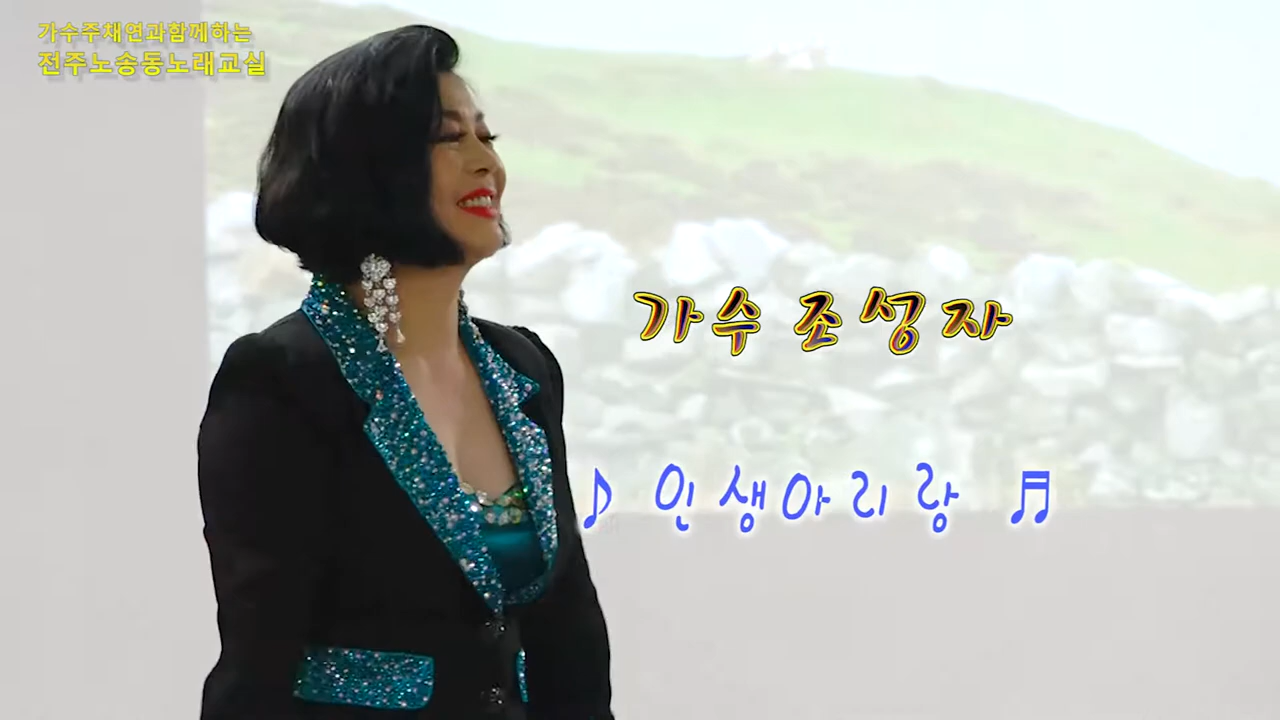 가수주채연과함께하는
전주노송동노래교실
가수 조성자
♪ 인생아리랑 ♬